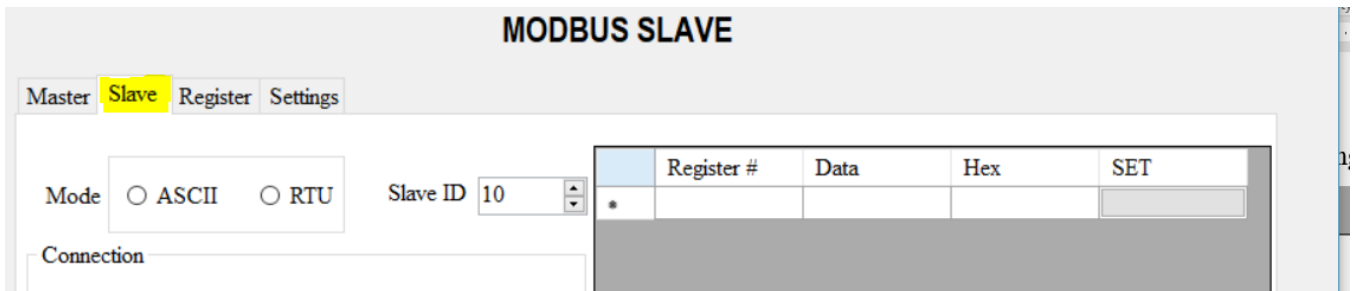 MODBUS SLAVE
Master Slave Register Settings
Register # Data Hex SET
Mode ASCII RTU Slave ID 10
Connection